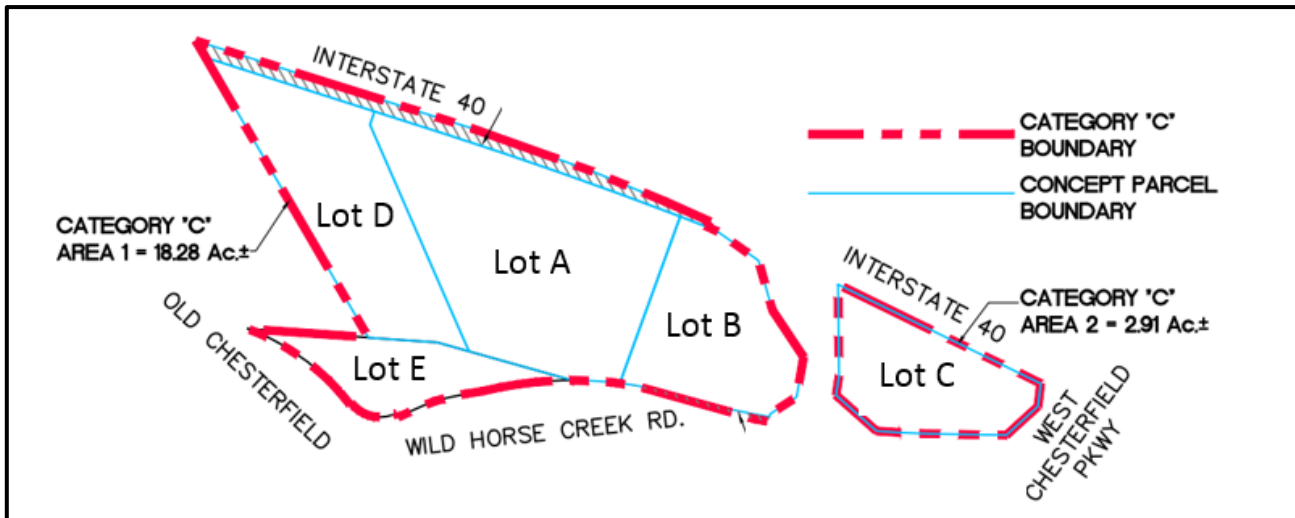 INTERSTATE 40
CATEGORY "C"
BOUNDARY
CONCEPT PARCEL
BOUNDARY
CATEGORY "C"
AREA 1 = 18.28 Ac.±
Lot D
Lot A
Lot B
Lot E
OLD CHESTERFIELD
WILD HORSE CREEK RD.
INTERSTATE 40
CATEGORY "C"
AREA 2 = 2.91 Ac.±
Lot C
WEST
CHESTERFIELD
PKWY